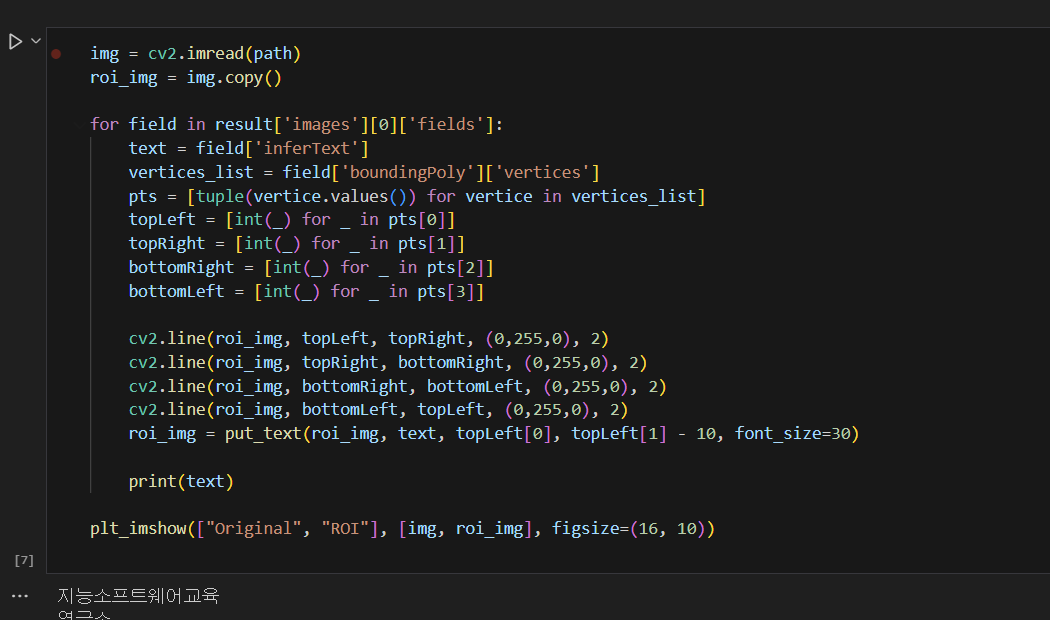 img = cv2.imread(path)
roi_img = img.copy()
for field in result['images'][0]['fields']:
text = field['inferText']
vertices_list = field['boundingPoly']['vertices']
pts = [tuple(vertice.values()) for vertice in vertices_list]
topLeft = [int(_) for _ in pts[0]]
topRight = [int(_) for _ in pts[1]]
bottomRight = [int(_) for _ in pts[2]]
bottomLeft = [int(_) for _ in pts[3]]
cv2.line(roi_img, topLeft, topRight, (0,255,0), 2)
cv2.line(roi_img, topRight, bottomRight, (0,255,0), 2)
cv2.line(roi_img, bottomRight, bottomLeft, (0,255,0), 2)
cv2.line(roi_img, bottomLeft, topLeft, (0,255,0), 2)
roi_img = put_text(roi_img, text, topLeft[0], topLeft[1] - 10, font_size=30)
print(text)
plt_imshow(["Original", "ROI"], [img, roi_img], figsize=(16, 10))
[7]
... 지능소프트웨어교육